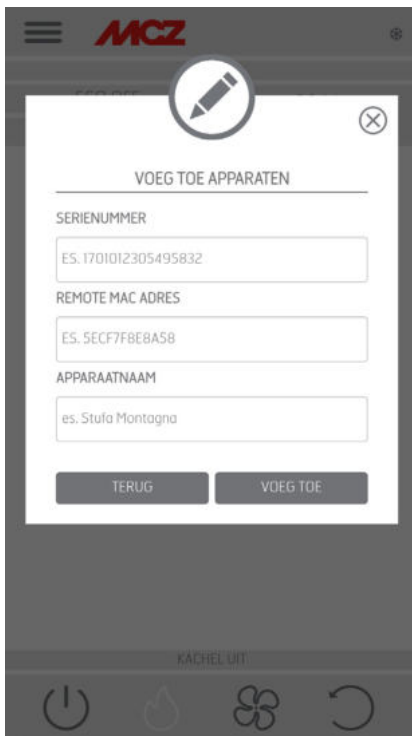 MCZ
VOEG TOE APPARATEN
SERIENUMMER
ES. 1701012305495832
REMOTE MAC ADRES
ES. 5ECF7F8E8A58
APPARAATNAAM
es. Stufa Montagna
TERUG VOEG TOE
KACHEL UIT